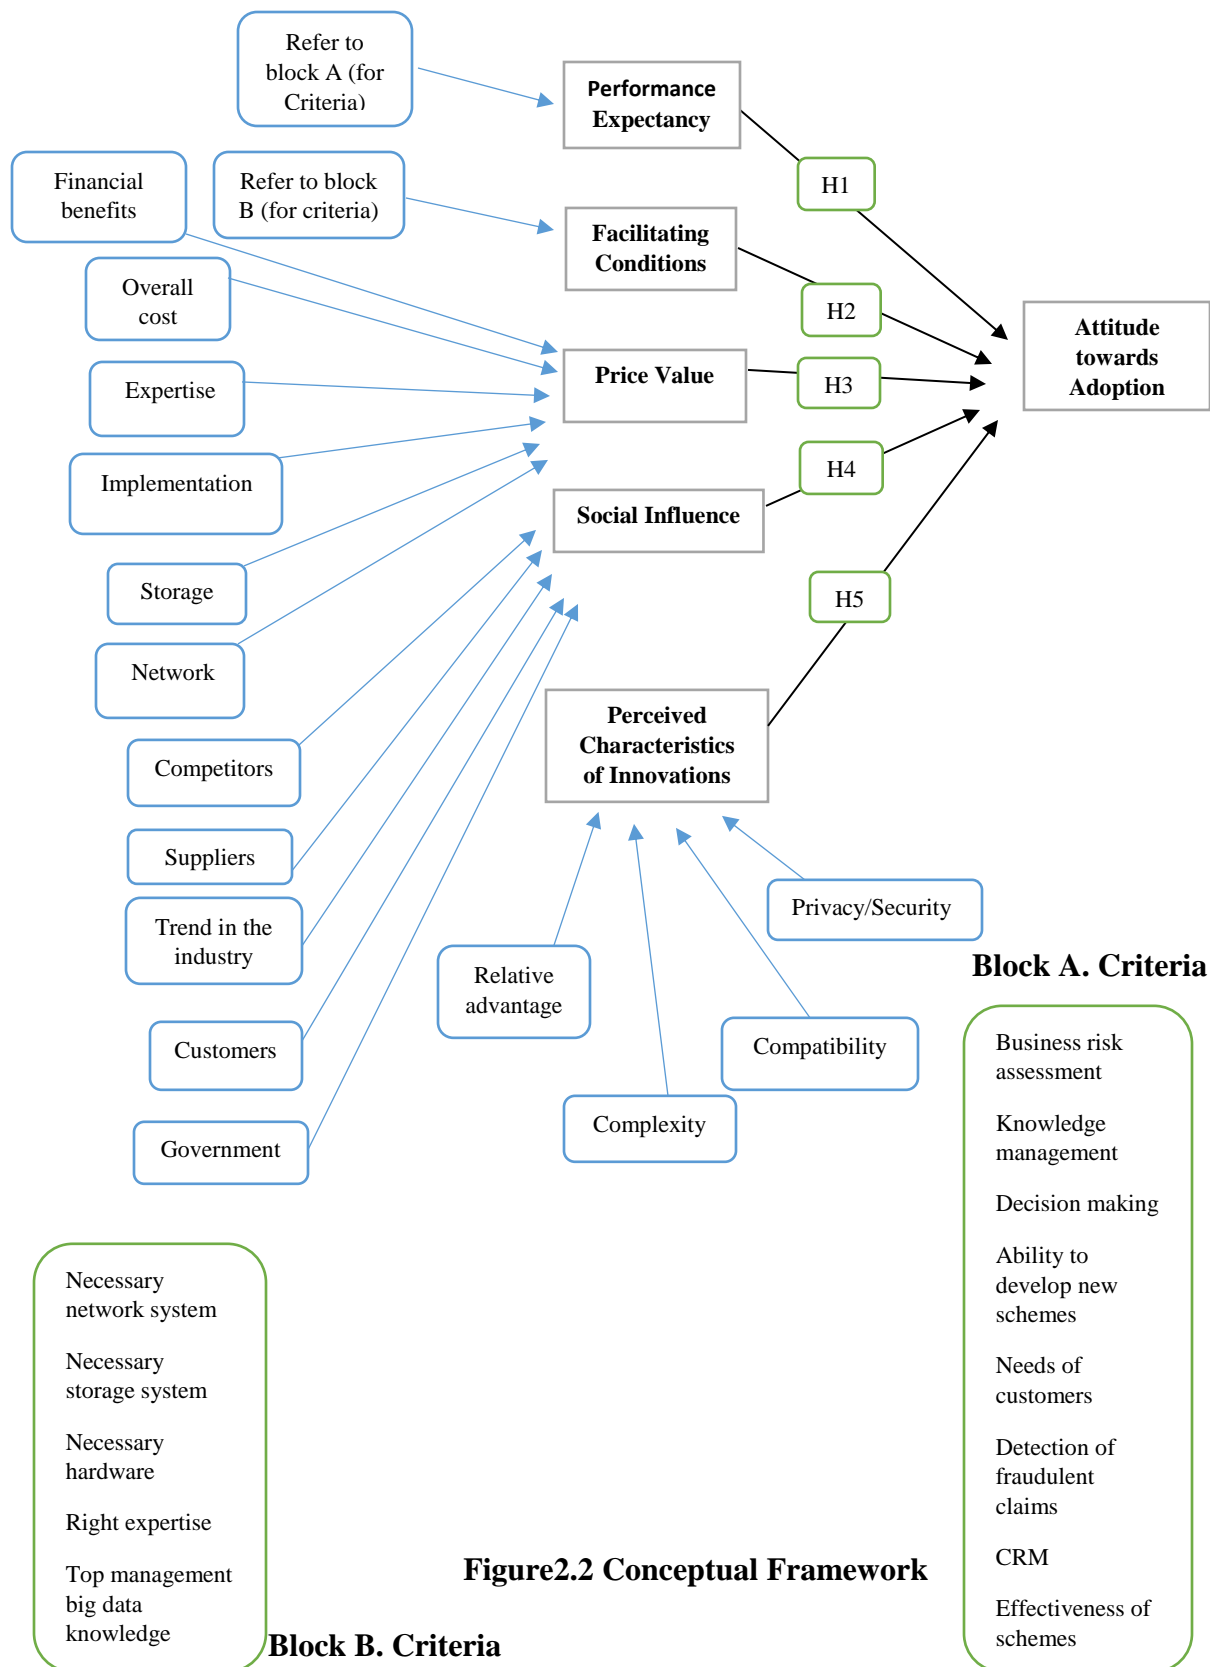 Refer to
block A (for
Criteria)
Performance
Expectancy
H1
Financial
benefits
Refer to block
B (for criteria)
Facilitating
Conditions
Overall
cost
H2
Attitude
towards
Adoption
Expertise
Price Value
H3
Implementation
H4
Social Influence
Storage
H5
Network
Perceived
Characteristics
of Innovations
Competitors
Suppliers
Trend in the
industry
Customers
Government
Relative
advantage
Complexity
Compatibility
Privacy/Security
Block A. Criteria
Business risk
assessment
Knowledge
management
Decision making
Ability to
develop new
schemes
Needs of
customers
Detection of
fraudulent
claims
CRM
Effectiveness of
schemes
Necessary
network system
Necessary
storage system
Necessary
hardware
Right expertise
Top management
big data
knowledge
Block B. Criteria
Figure2.2 Conceptual Framework